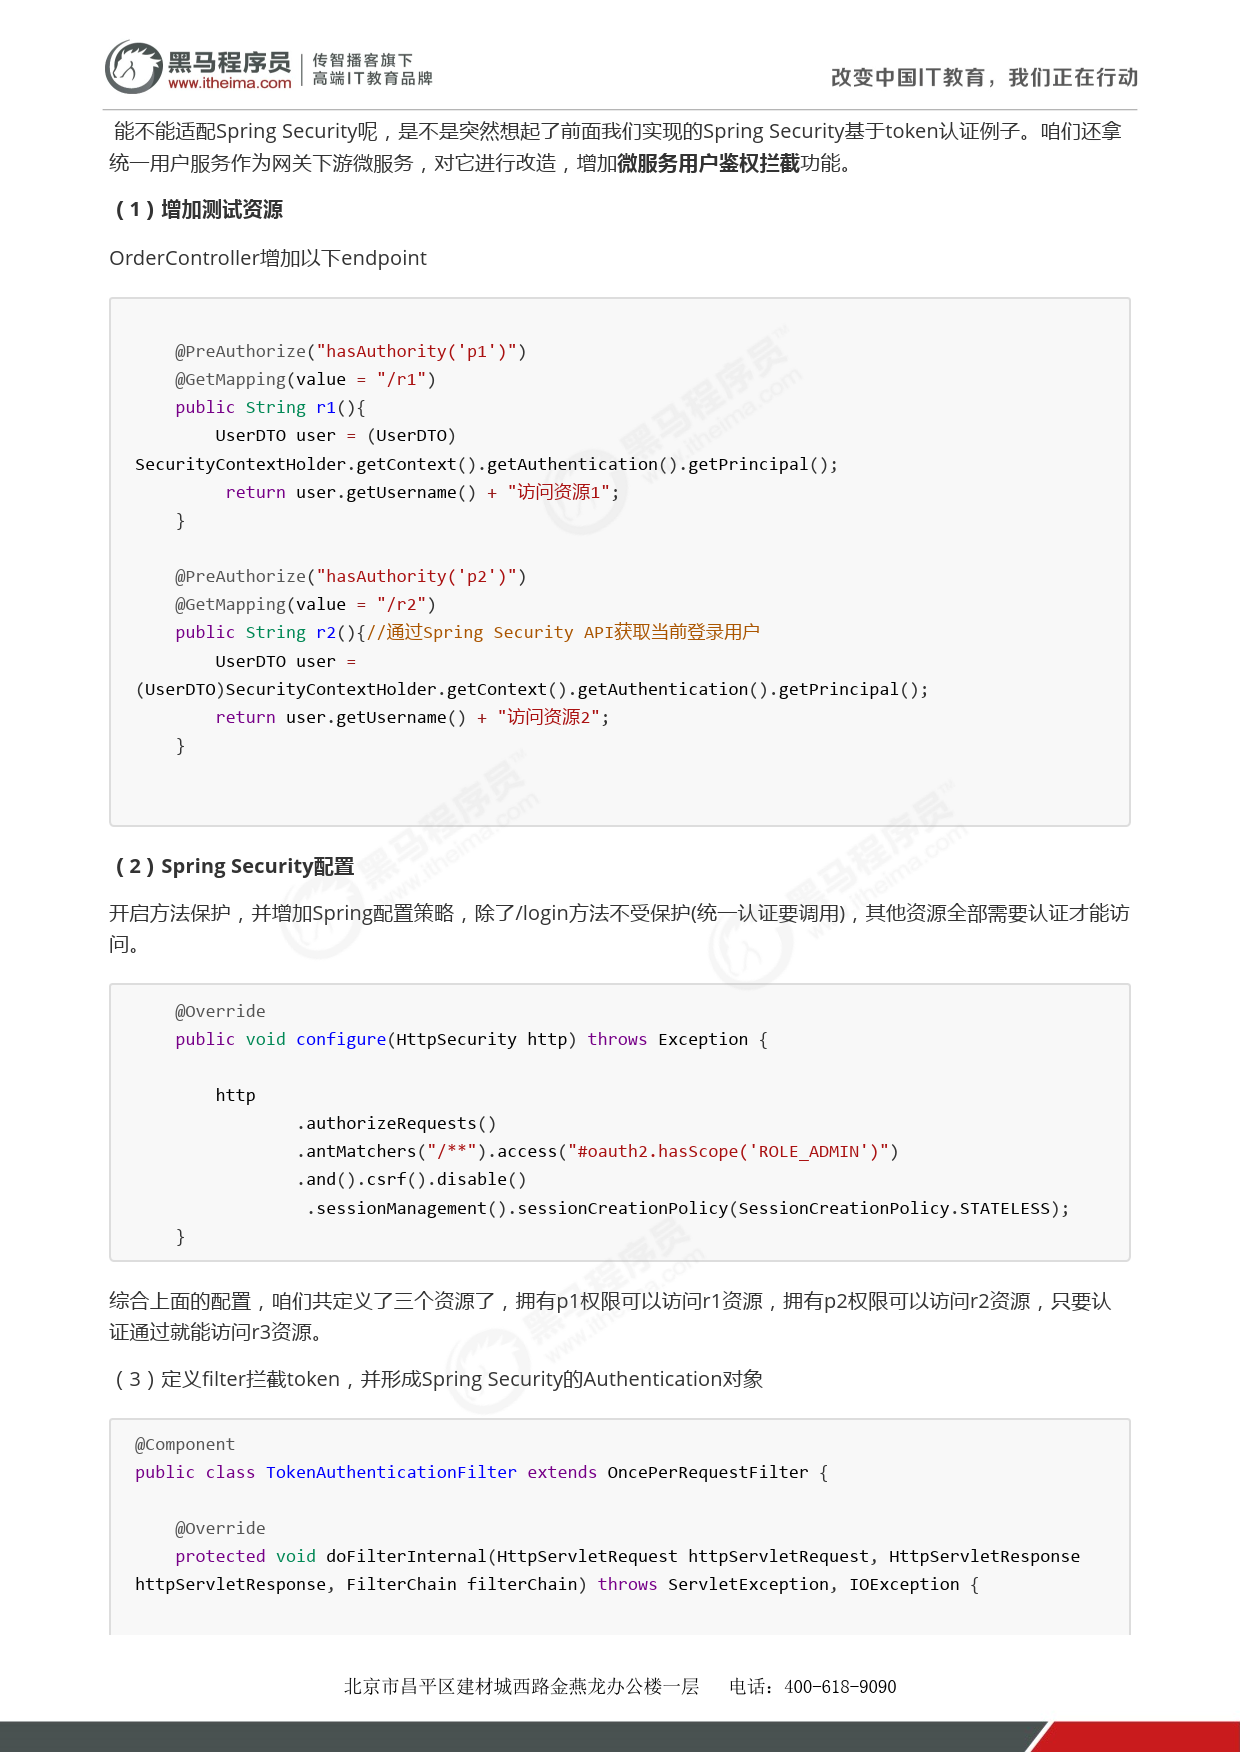 黑马程序员
www.itheima.com
传智播客旗下
高端IT教育品牌
改变中国IT教育，我们正在行动
能不能适配Spring Security呢，是不是突然想起了前面我们实现的Spring Security基于token认证例子。咱们还拿
统一用户服务作为网关下游微服务，对它进行改造，增加微服务用户鉴权拦截功能。
（1）增加测试资源
OrderController增加以下endpoint
@PreAuthorize("hasAuthority('p1')")
@GetMapping(value = "/r1")
public String r1(){
UserDTO user = (UserDTO)
SecurityContextHolder.getContext().getAuthentication().getPrincipal();
return user.getUsername() + "访问资源1";
}
@PreAuthorize("hasAuthority('p2')")
@GetMapping(value = "/r2")
public String r2(){//通过Spring Security API获取当前登录用户
UserDTO user =
(UserDTO)SecurityContextHolder.getContext().getAuthentication().getPrincipal();
return user.getUsername() + "访问资源2";
}
（2）Spring Security配置
开启方法保护，并增加Spring配置策略，除了/login方法不受保护(统一认证要调用)，其他资源全部需要认证才能访
问。
@Override
public void configure(HttpSecurity http) throws Exception {
http
.authorizeRequests()
.antMatchers("/**").access("#oauth2.hasScope('ROLE_ADMIN')")
.and().csrf().disable()
.sessionManagement().sessionCreationPolicy(SessionCreationPolicy.STATELESS);
}
综合上面的配置，咱们共定义了三个资源了，拥有p1权限可以访问r1资源，拥有p2权限可以访问r2资源，只要认
证通过就能访问r3资源。
（3）定义filter拦截token，并形成Spring Security的Authentication对象
@Component
public class TokenAuthenticationFilter extends OncePerRequestFilter {
@Override
protected void doFilterInternal(HttpServletRequest httpServletRequest, HttpServletResponse
httpServletResponse, FilterChain filterChain) throws ServletException, IOException {
北京市昌平区建材城西路金燕龙办公楼一层 电话：400-618-9090